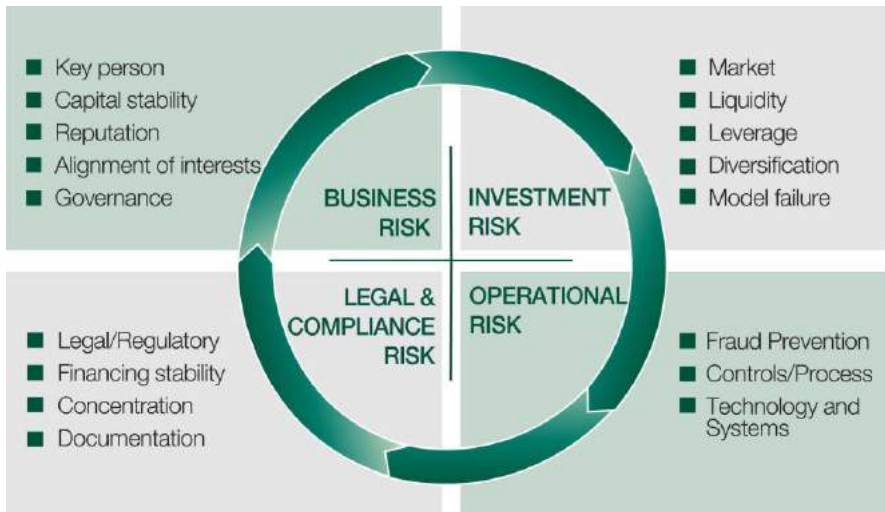 Key person
Capital stability
Reputation
Alignment of interests
Governance
BUSINESS
RISK
Market
Liquidity
Leverage
Diversification
Model failure
INVESTMENT
RISK
Legal/Regulatory
Financing stability
Concentration
Documentation
LEGAL &
COMPLIANCE
RISK
OPERATIONAL
RISK
Fraud Prevention
Controls/Process
Technology and
Systems